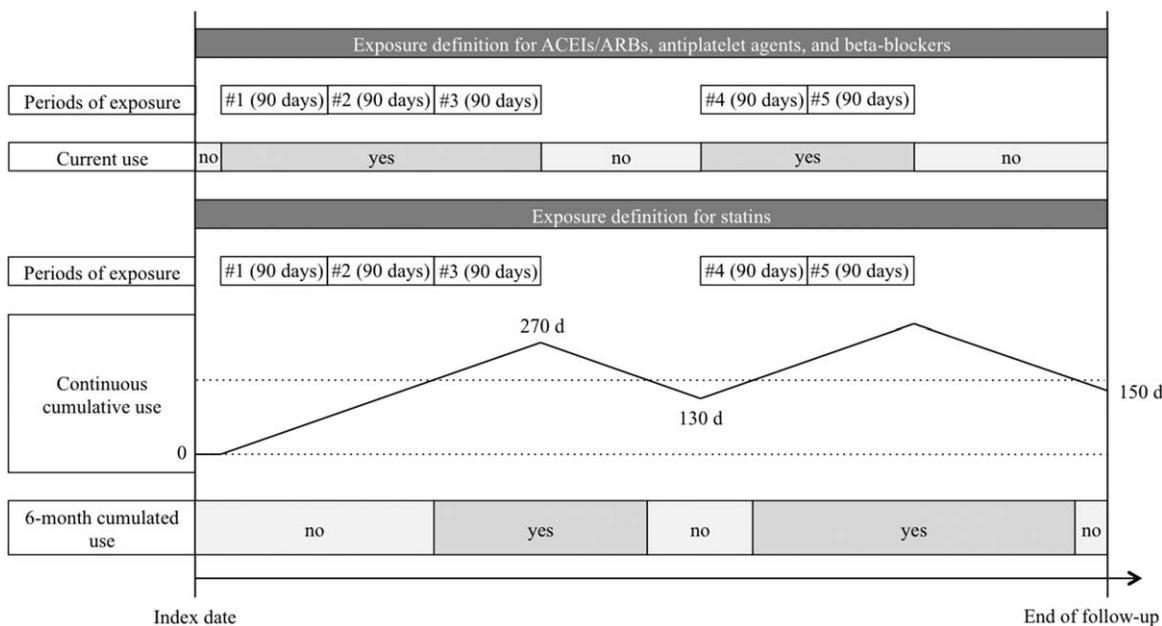 Exposure definition for ACEIs/ARBs, antiplatelet agents, and beta-blockers
Periods of exposure
#1 (90 days) #2 (90 days) #3 (90 days) #4 (90 days) #5 (90 days)
Current use
no yes no yes no
Exposure definition for statins
Periods of exposure
#1 (90 days) #2 (90 days) #3 (90 days) #4 (90 days) #5 (90 days)
270 d
Continuous
cumulative use
150 d
130 d
0
6-month cumulated
use
no yes no yes no
Index date End of follow-up